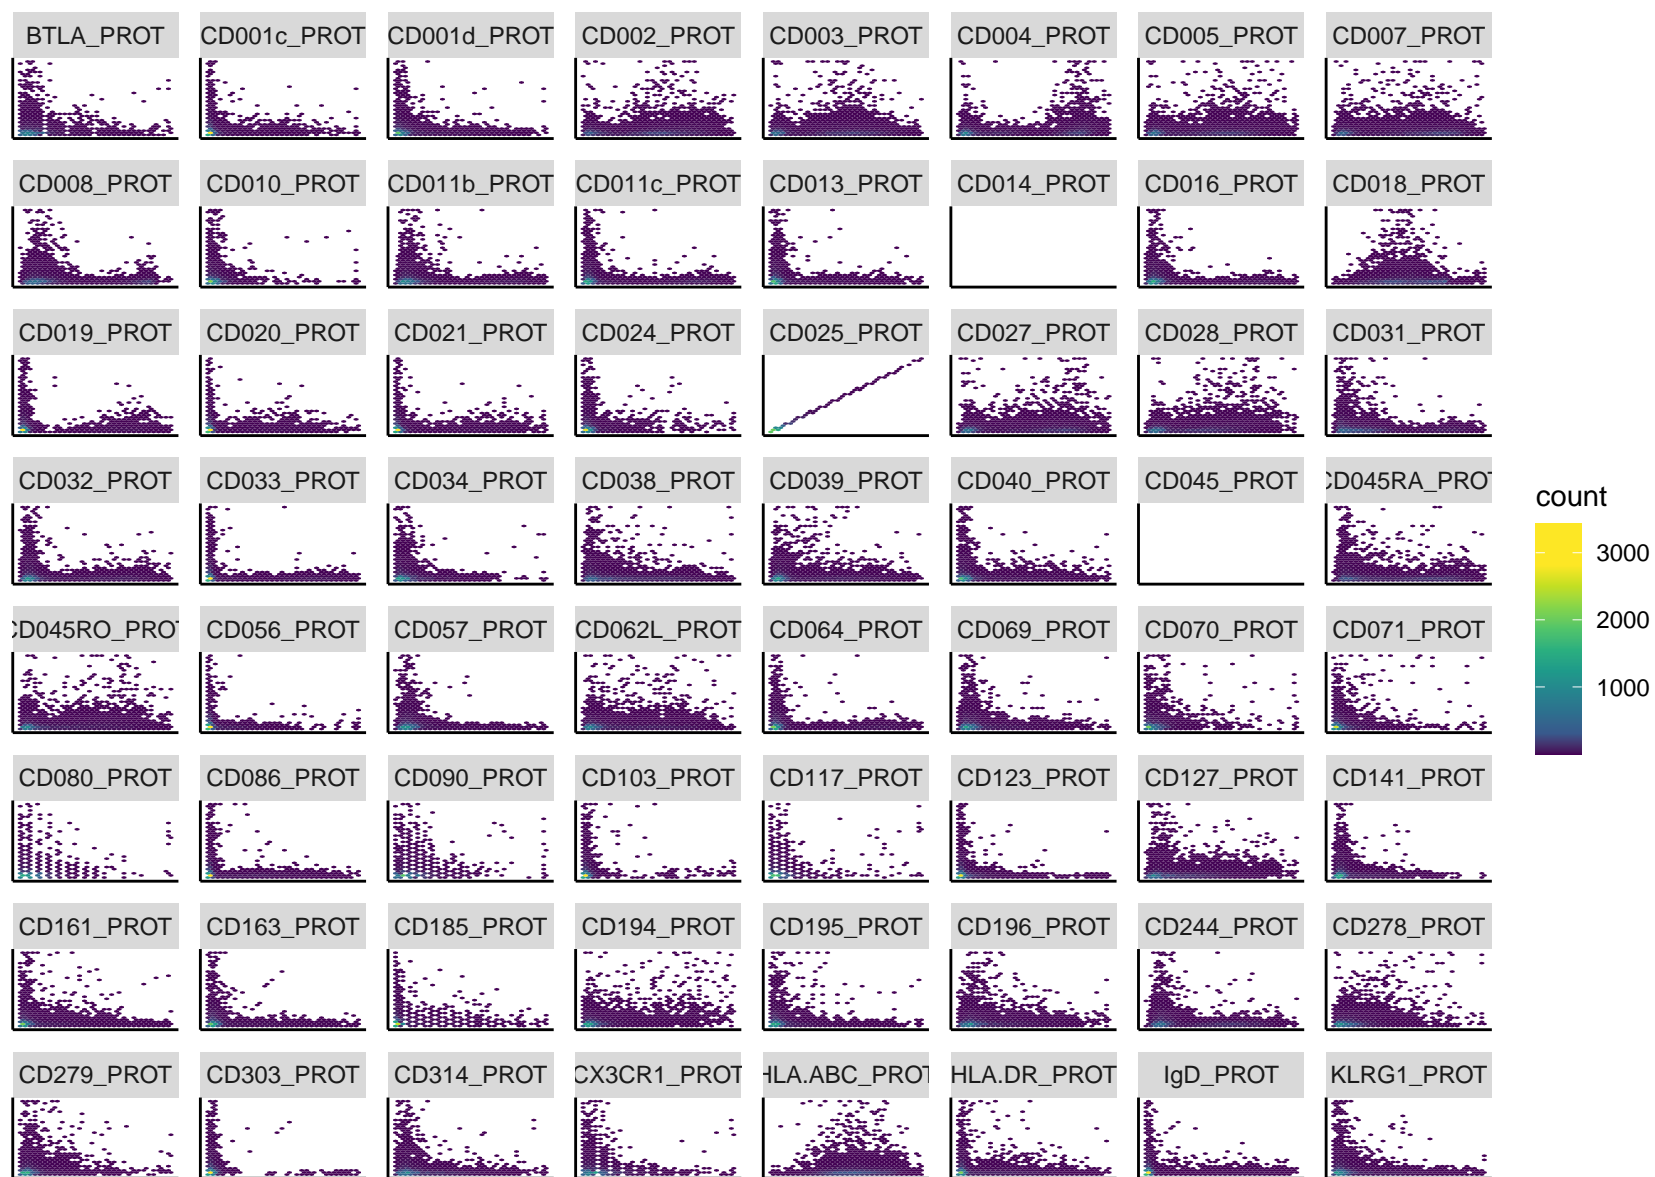 BTLA_PROT CD001c_PROT CD001d_PROT CD002_PROT CD003_PROT CD004_PROT CD005_PROT CD007_PROT
CD008_PROT CD010_PROT CD011b_PROT CD011c_PROT CD013_PROT CD014_PROT CD016_PROT CD018_PROT
CD019_PROT CD020_PROT CD021_PROT CD024_PROT CD025_PROT CD027_PROT CD028_PROT CD031_PROT
CD032_PROT CD033_PROT CD034_PROT CD038_PROT CD039_PROT CD040_PROT CD045_PROT CD045RA_PROT
CD045RO_PROT CD056_PROT CD057_PROT CD062L_PROT CD064_PROT CD069_PROT CD070_PROT CD071_PROT
CD080_PROT CD086_PROT CD090_PROT CD103_PROT CD117_PROT CD123_PROT CD127_PROT CD141_PROT
CD161_PROT CD163_PROT CD185_PROT CD194_PROT CD195_PROT CD196_PROT CD244_PROT CD278_PROT
CD279_PROT CD303_PROT CD314_PROT CX3CR1_PROT HLA.ABC_PROT HLA.DR_PROT IgD_PROT KLRG1_PROT
count
3000
2000
1000